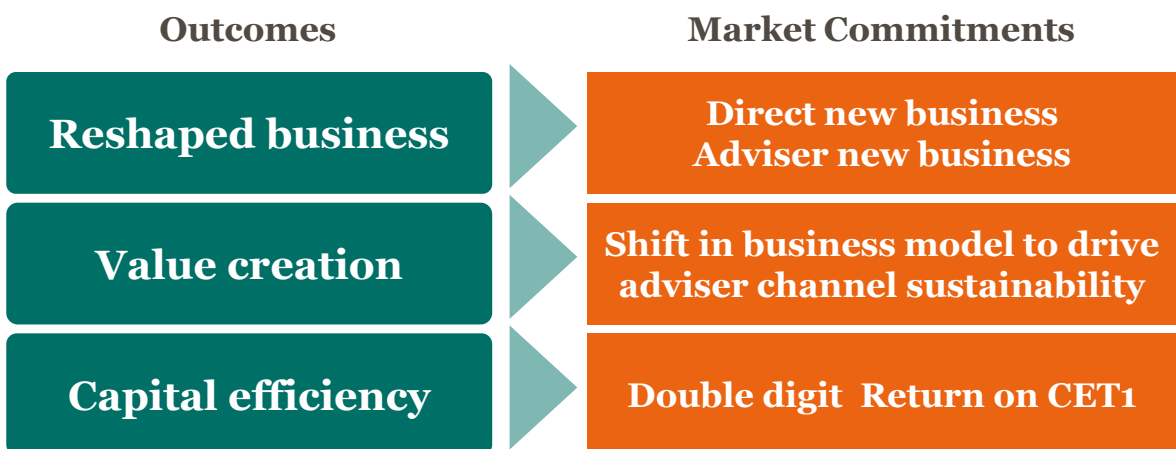 Outcomes
Market Commitments
Reshaped business
Direct new business
Adviser new business
Value creation
Shift in business model to drive
adviser channel sustainability
Capital efficiency
Double digit  Return on CET1